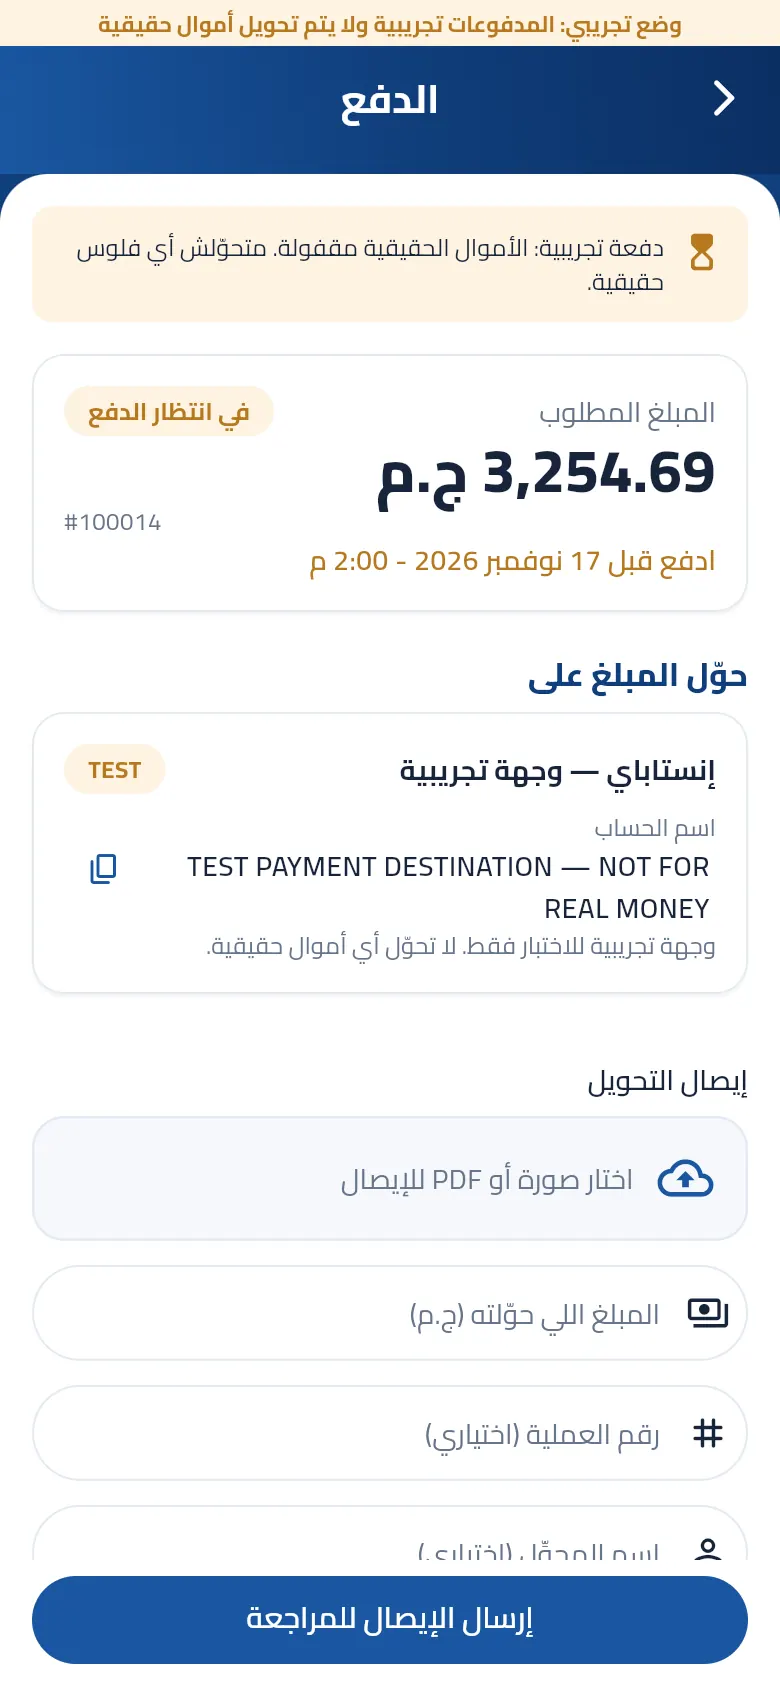 وضع تجريبي: المدفوعات تجريبية ولا يتم تحويل أموال حقيقية
الدفع
دفعة تجريبية: الأموال الحقيقية مقفولة. متحوّلش أي فلوس
حقيقية.
المبلغ المطلوب
في انتظار الدفع
3,254.69 ج.م
#100014
ادفع قبل 17 نوفمبر 2026 - 2:00 م
حوّل المبلغ على
إنستاباي — وجهة تجريبية
TEST
اسم الحساب
TEST PAYMENT DESTINATION — NOT FOR
REAL MONEY
وجهة تجريبية للاختبار فقط. لا تحوّل أي أموال حقيقية.
إيصال التحويل
اختار صورة أو PDF للإيصال
المبلغ اللي حوّلته (ج.م)
رقم العملية (اختياري)
اسم المحوّل (اختياري)
إرسال الإيصال للمراجعة